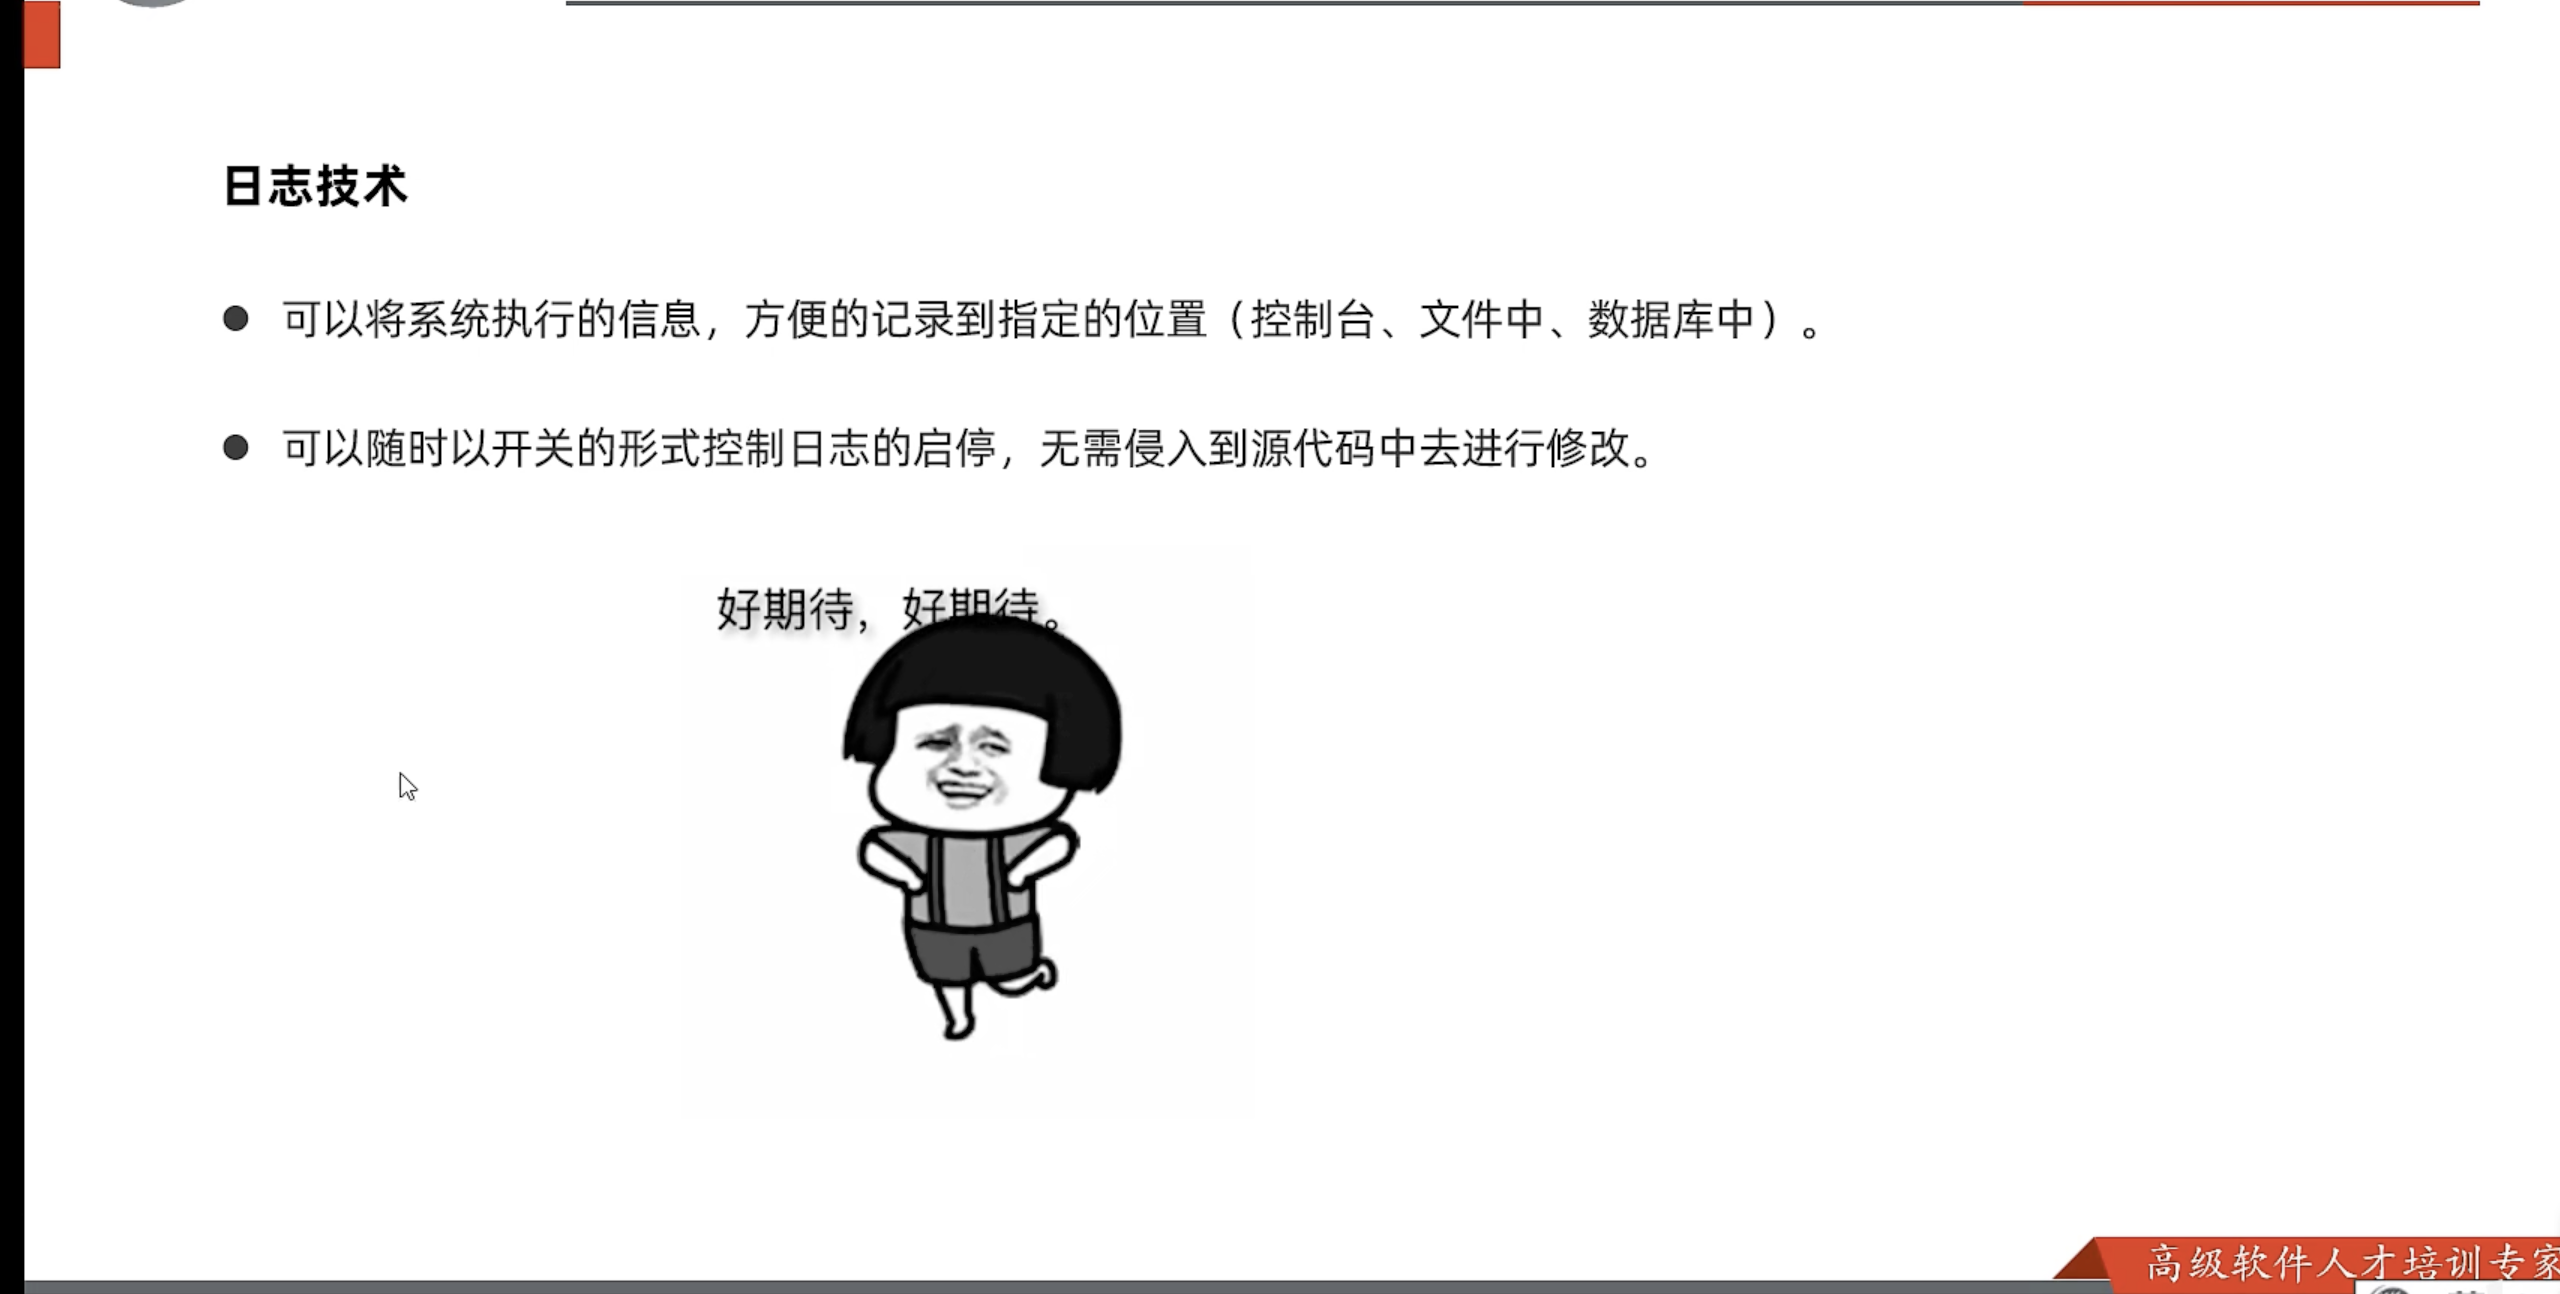 日志技术
可以将系统执行的信息，方便的记录到指定的位置（控制台、文件中、数据库中）。
可以随时以开关的形式控制日志的启停，无需侵入到源代码中去进行修改。
好期待，好期待。
高级软件人才培训专家